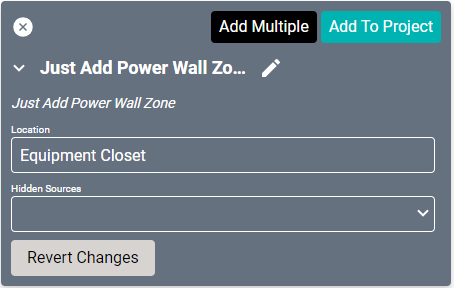 Add Multiple
Add To Project
Just Add Power Wall Zo...
Just Add Power Wall Zone
Location
Equipment Closet
Hidden Sources
Revert Changes